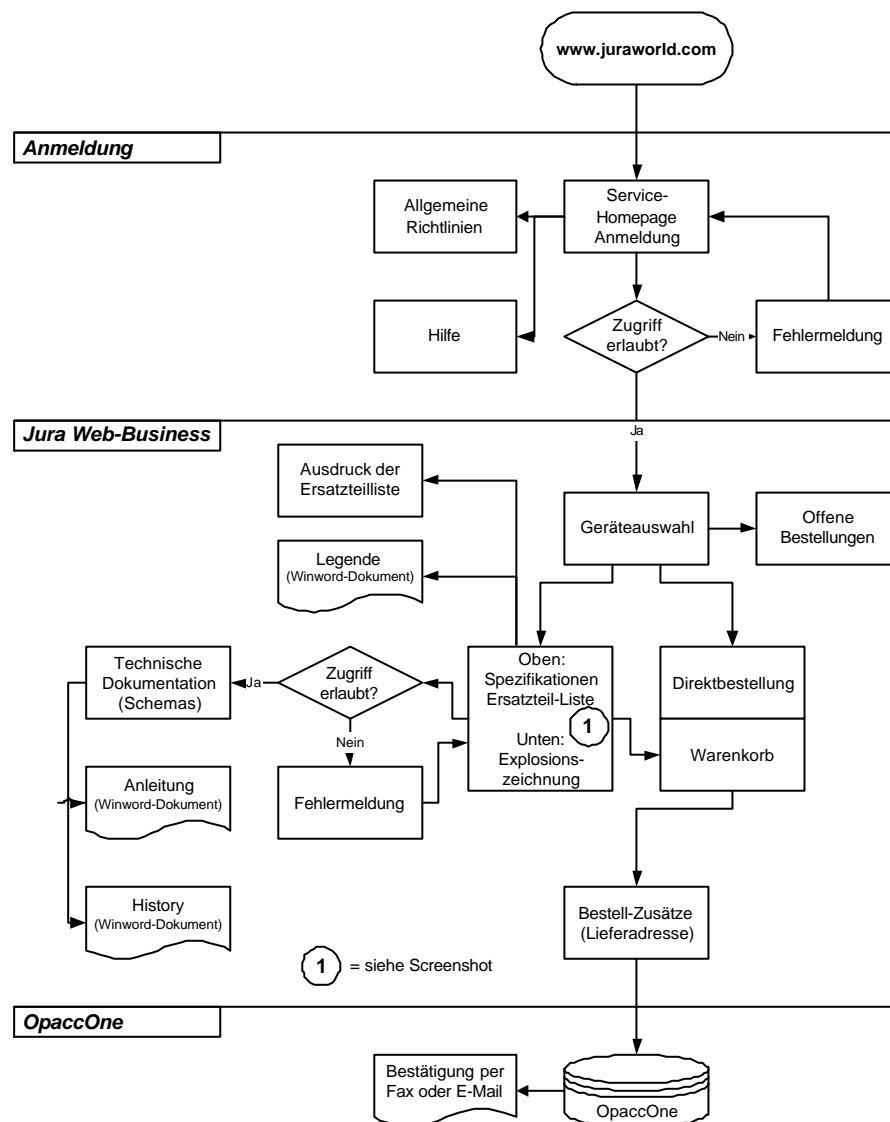 www.juraworld.com
Anmeldung
Allgemeine
Richtlinien
Service-
Homepage
Anmeldung
Hilfe
Zugriff
erlaubt?
Nein
Fehlermeldung
Jura Web-Business
Ja
Ausdruck der
Ersatzteilliste
Geräteauswahl
Offene
Bestellungen
Legende
(Winword-Dokument)
Technische
Dokumentation
(Schemas)
Ja
Zugriff
erlaubt?
Oben:
Spezifikationen
Ersatzteil-Liste
1
Unten:
Explosions-
zeichnung
Direktbestellung
Warenkorb
Nein
Fehlermeldung
Anleitung
(Winword-Dokument)
History
(Winword-Dokument)
Bestell-Zusätze
(Lieferadresse)
1 = siehe Screenshot
OpaccOne
Bestätigung per
Fax oder E-Mail
OpaccOne